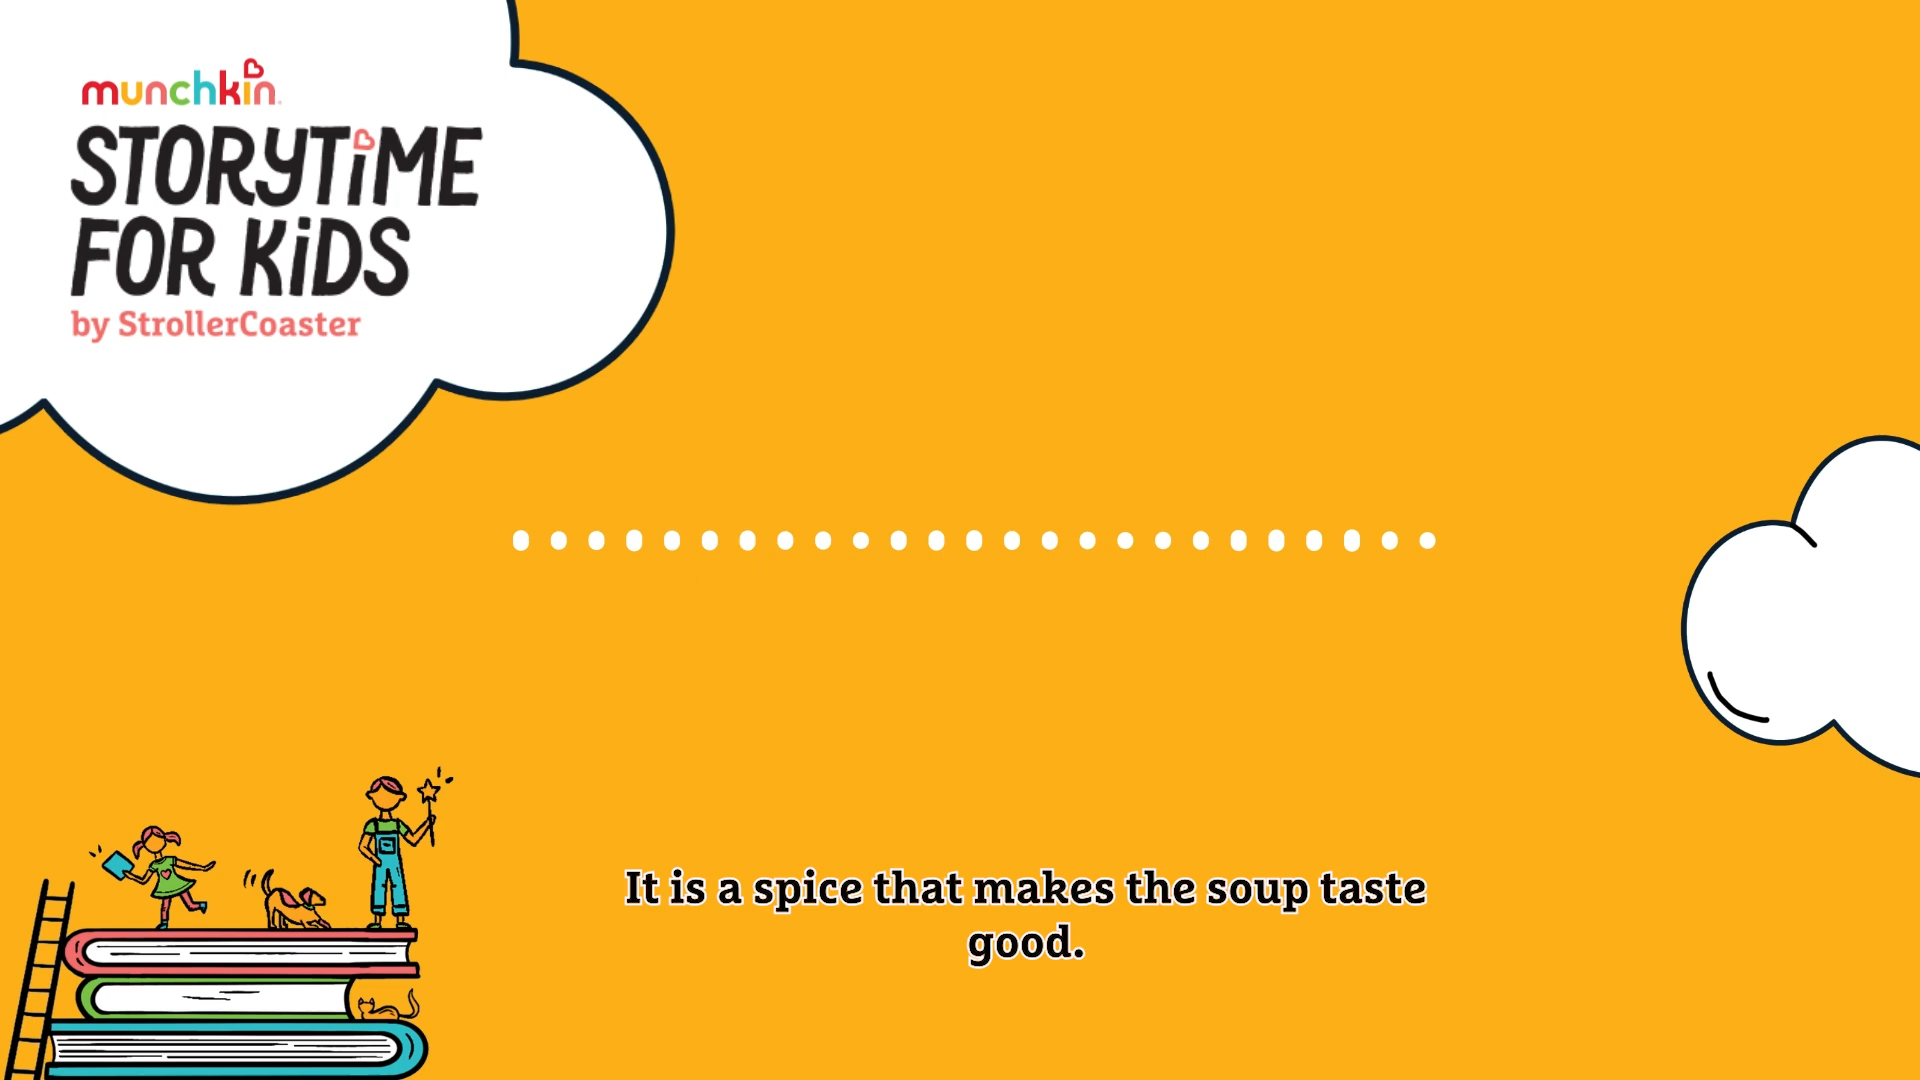 munchkin
STORYTiME
FOR KiDS
by StrollerCoaster
It is a spice that makes the soup taste
good.